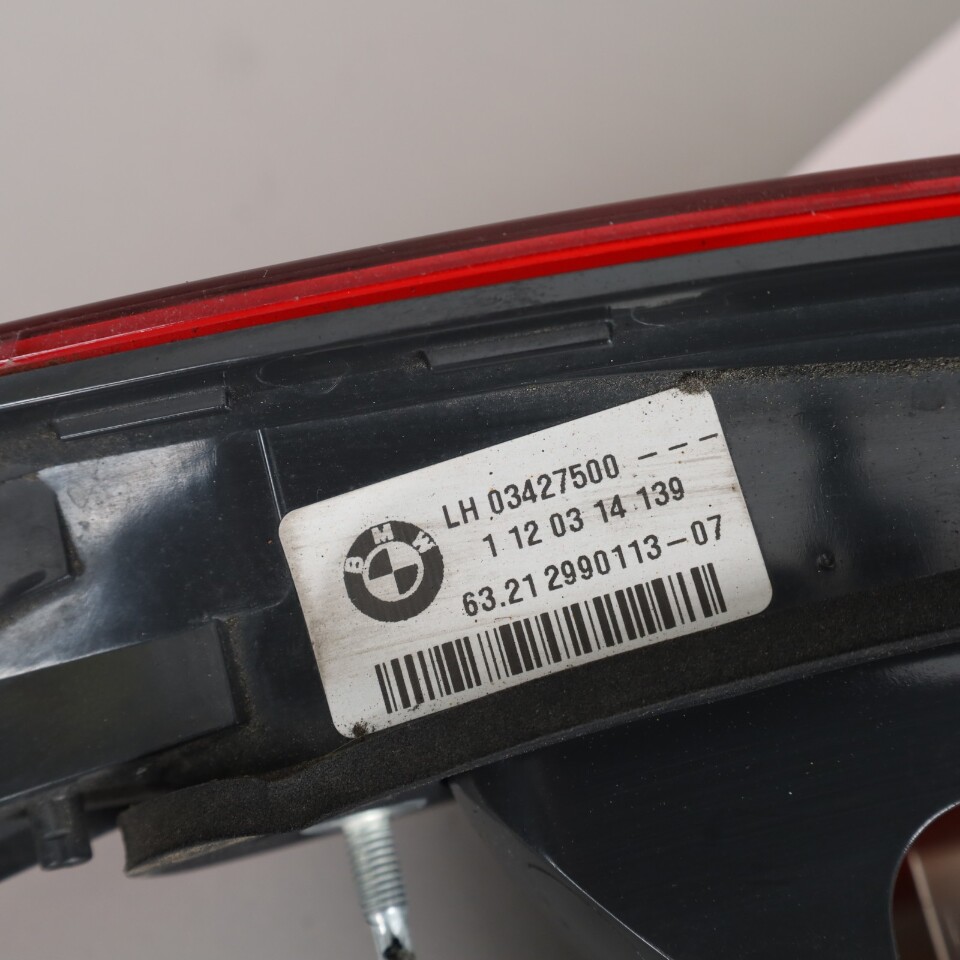 LH 03427500 - - -
1 12 03 14 139
BMW
63.21 2990113-07